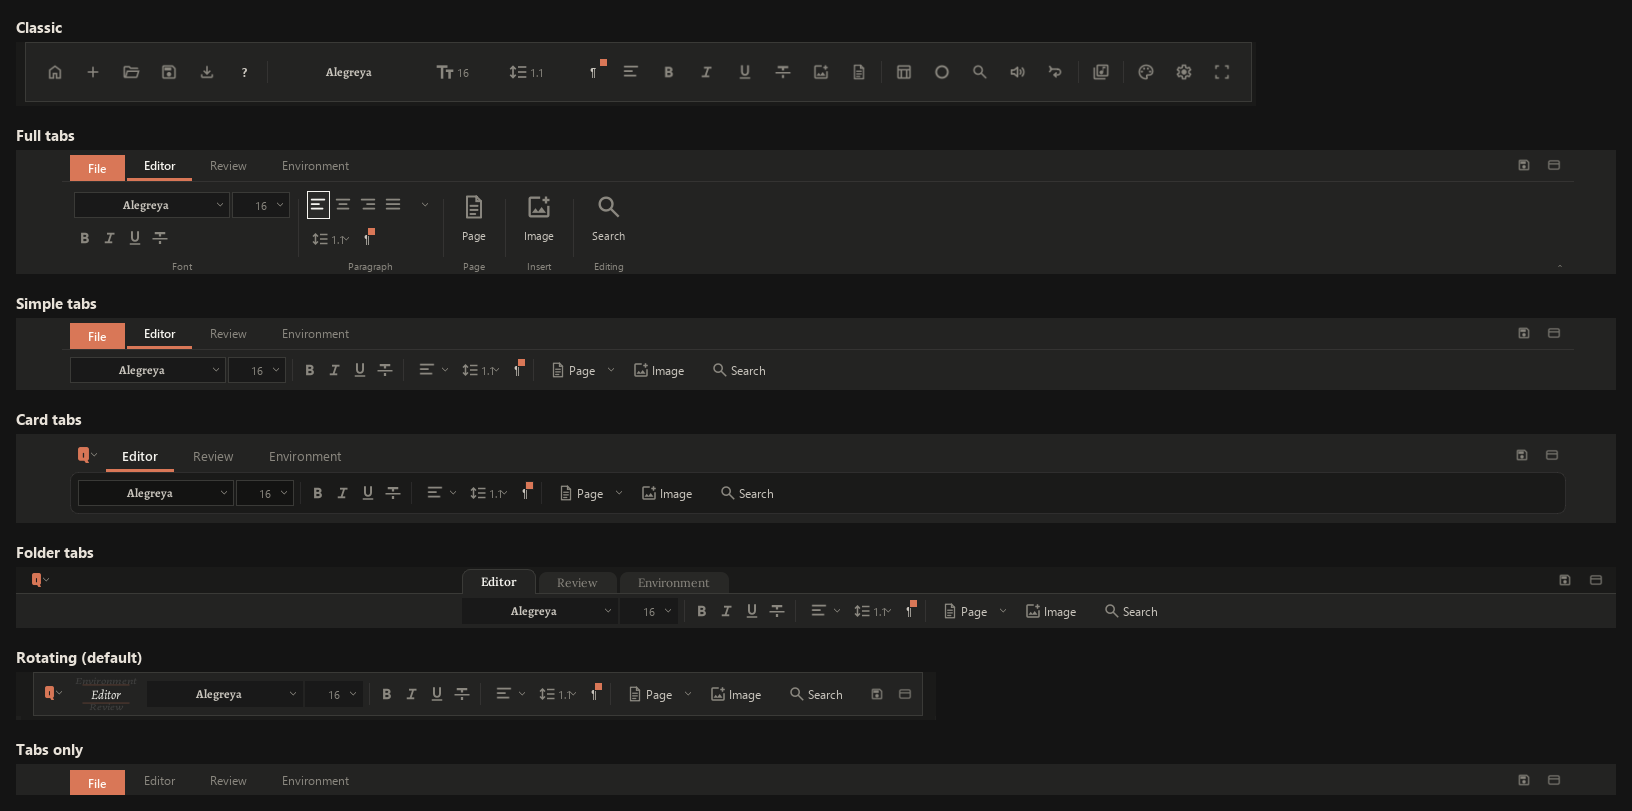 Classic
? Alegreya 16 1.1 ¶ B I U
Full tabs
File Editor Review Environment
Alegreya 16
B I U 1.1 ¶ Page Image Search
Font Paragraph Page Insert Editing
Simple tabs
File Editor Review Environment
Alegreya 16 B I U 1.1 ¶ Page Image Search
Card tabs
Editor Review Environment
Alegreya 16 B I U 1.1 ¶ Page Image Search
Folder tabs
Editor Review Environment
Alegreya 16 B I U 1.1 ¶ Page Image Search
Rotating (default)
Environment
Editor Alegreya 16 B I U 1.1 ¶ Page Image Search
Review
Tabs only
File Editor Review Environment